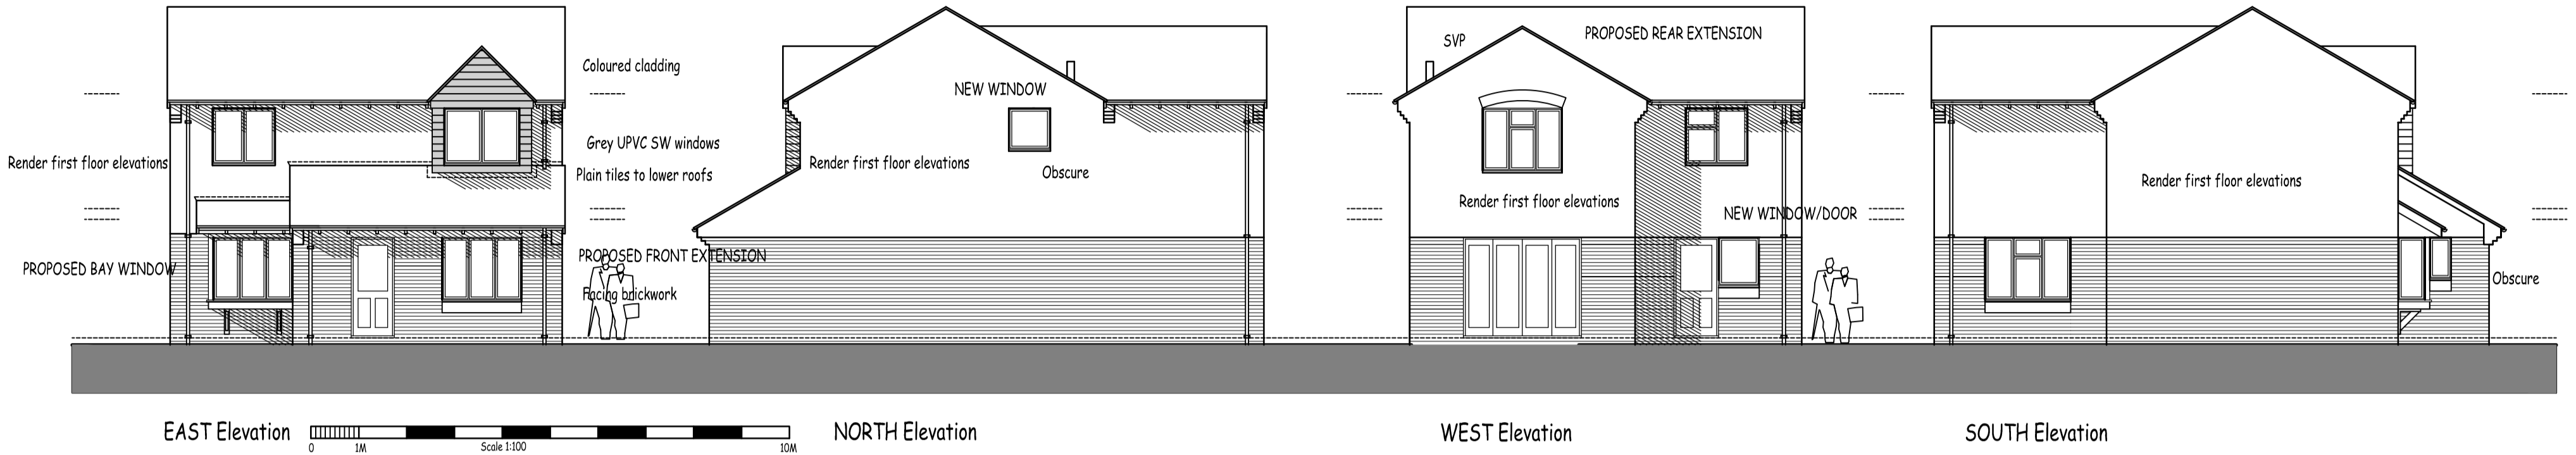 Coloured cladding
Grey UPVC SW windows
Render first floor elevations
Plain tiles to lower roofs
PROPOSED BAY WINDOW
PROPOSED FRONT EXTENSION
Facing brickwork
NEW WINDOW
Render first floor elevations
Obscure
SVP
PROPOSED REAR EXTENSION
Render first floor elevations
NEW WINDOW/DOOR
Render first floor elevations
Obscure
EAST Elevation
0
1M
Scale 1:100
10M
NORTH Elevation
WEST Elevation
SOUTH Elevation